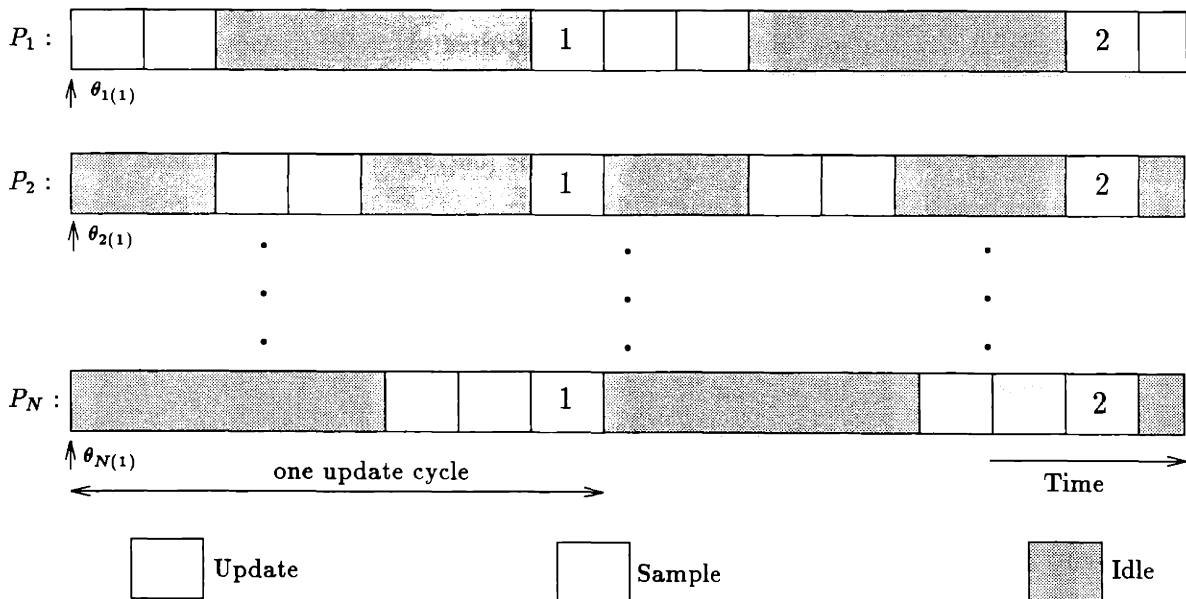 P₁ : 1 2
θ₁₍₁₎
P₂ : 1 2
θ₂₍₁₎
P_N : 1 2
θ_N₍₁₎
one update cycle
Time
Update Sample Idle